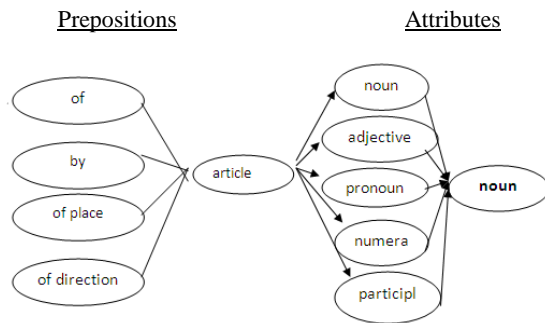 Prepositions
Attributes
of
by
of place
of direction
article
noun
adjective
pronoun
numera
participl
noun